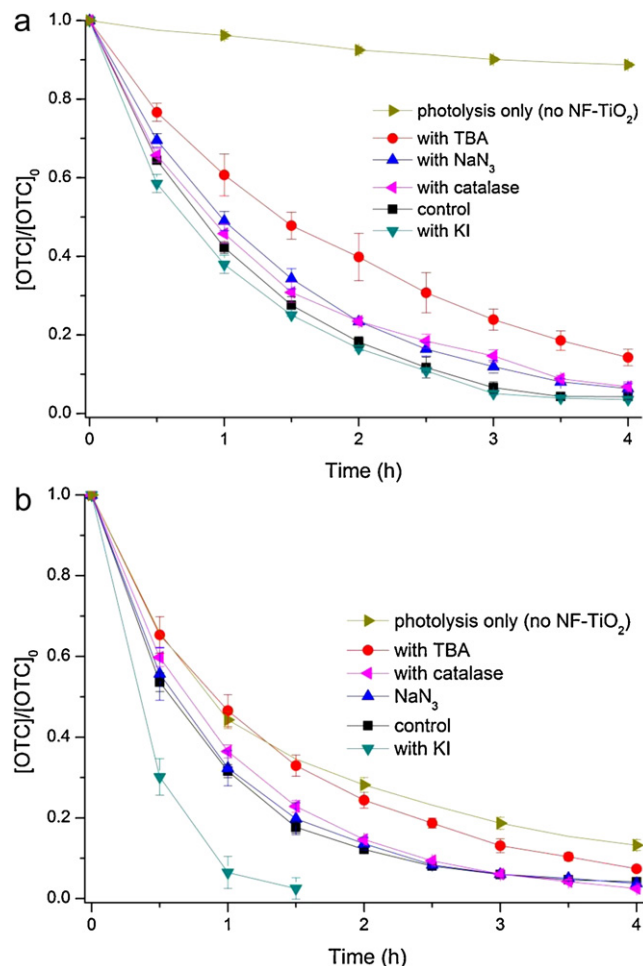 a
1.0
0.8
0.6
0.4
0.2
0.0
[OTC]/[OTC]₀
photolysis only (no NF-TiO₂)
with TBA
with NaN₃
with catalase
control
with KI
0 1 2 3 4
Time (h)
b
1.0
0.8
0.6
0.4
0.2
0.0
[OTC]/[OTC]₀
photolysis only (no NF-TiO₂)
with TBA
with catalase
NaN₃
control
with KI
0 1 2 3 4
Time (h)